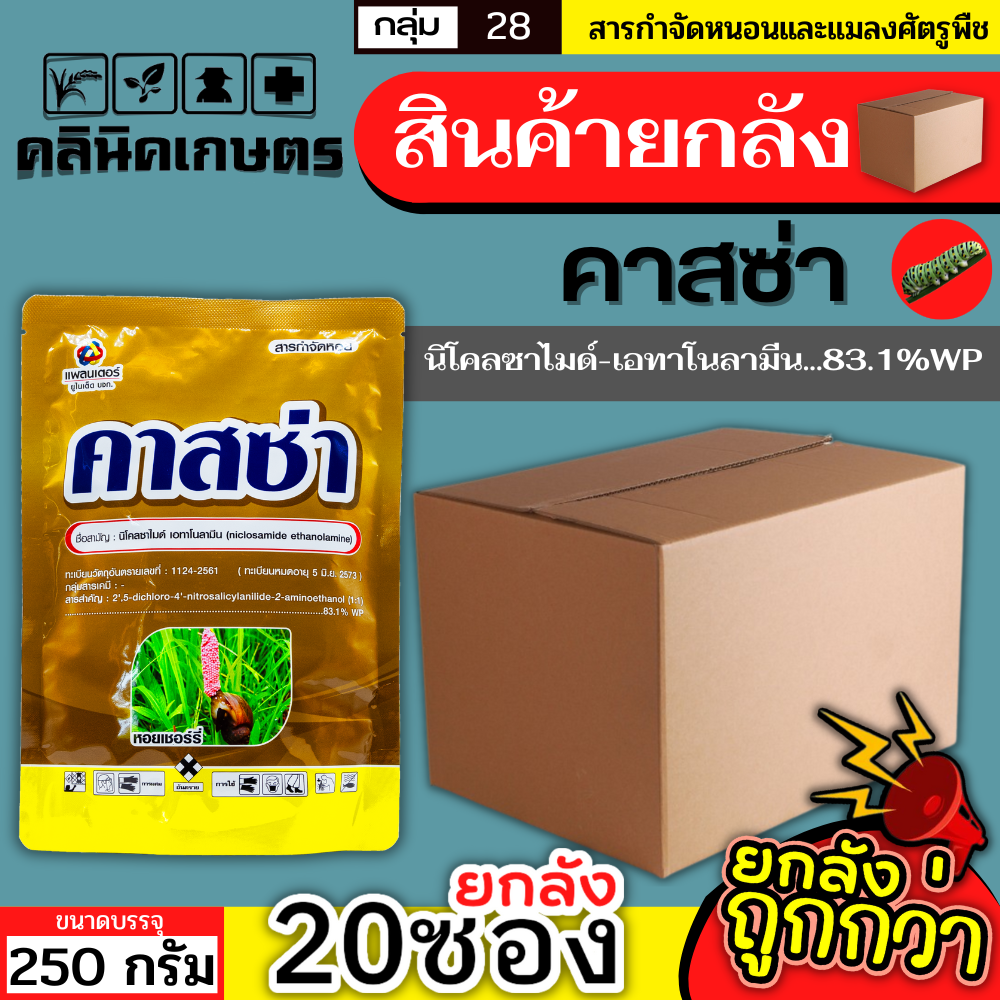 กลุ่ม 28 สารกำจัดหนอนและแมลงศัตรูพืช
คลินิคเกษตร
สินค้ายกลัง
คาสซ่า
นิโคลซาไมด์-เอทาโนลามีน...83.1%WP
สารกำจัดหอย
แพลนเตอร์
ยูไนเต็ด บจก.
คาสซ่า
ชื่อสามัญ : นิโคลซาไมด์ เอทาโนลามีน (niclosamide ethanolamine)
ทะเบียนวัตถุอันตรายเลขที่ : 1124-2561 ( ทะเบียนหมดอายุ 5 มิ.ย. 2573 )
กลุ่มสารเคมี : -
สารสำคัญ : 2',5-dichloro-4'-nitrosalicylanilide-2-aminoethanol (1:1)
83.1% WP
หอยเชอร์รี่
การผสม อันตราย การใช้
ยกลัง
20ซอง
ขนาดบรรจุ
250 กรัม
ยกลัง
ถูกกว่า